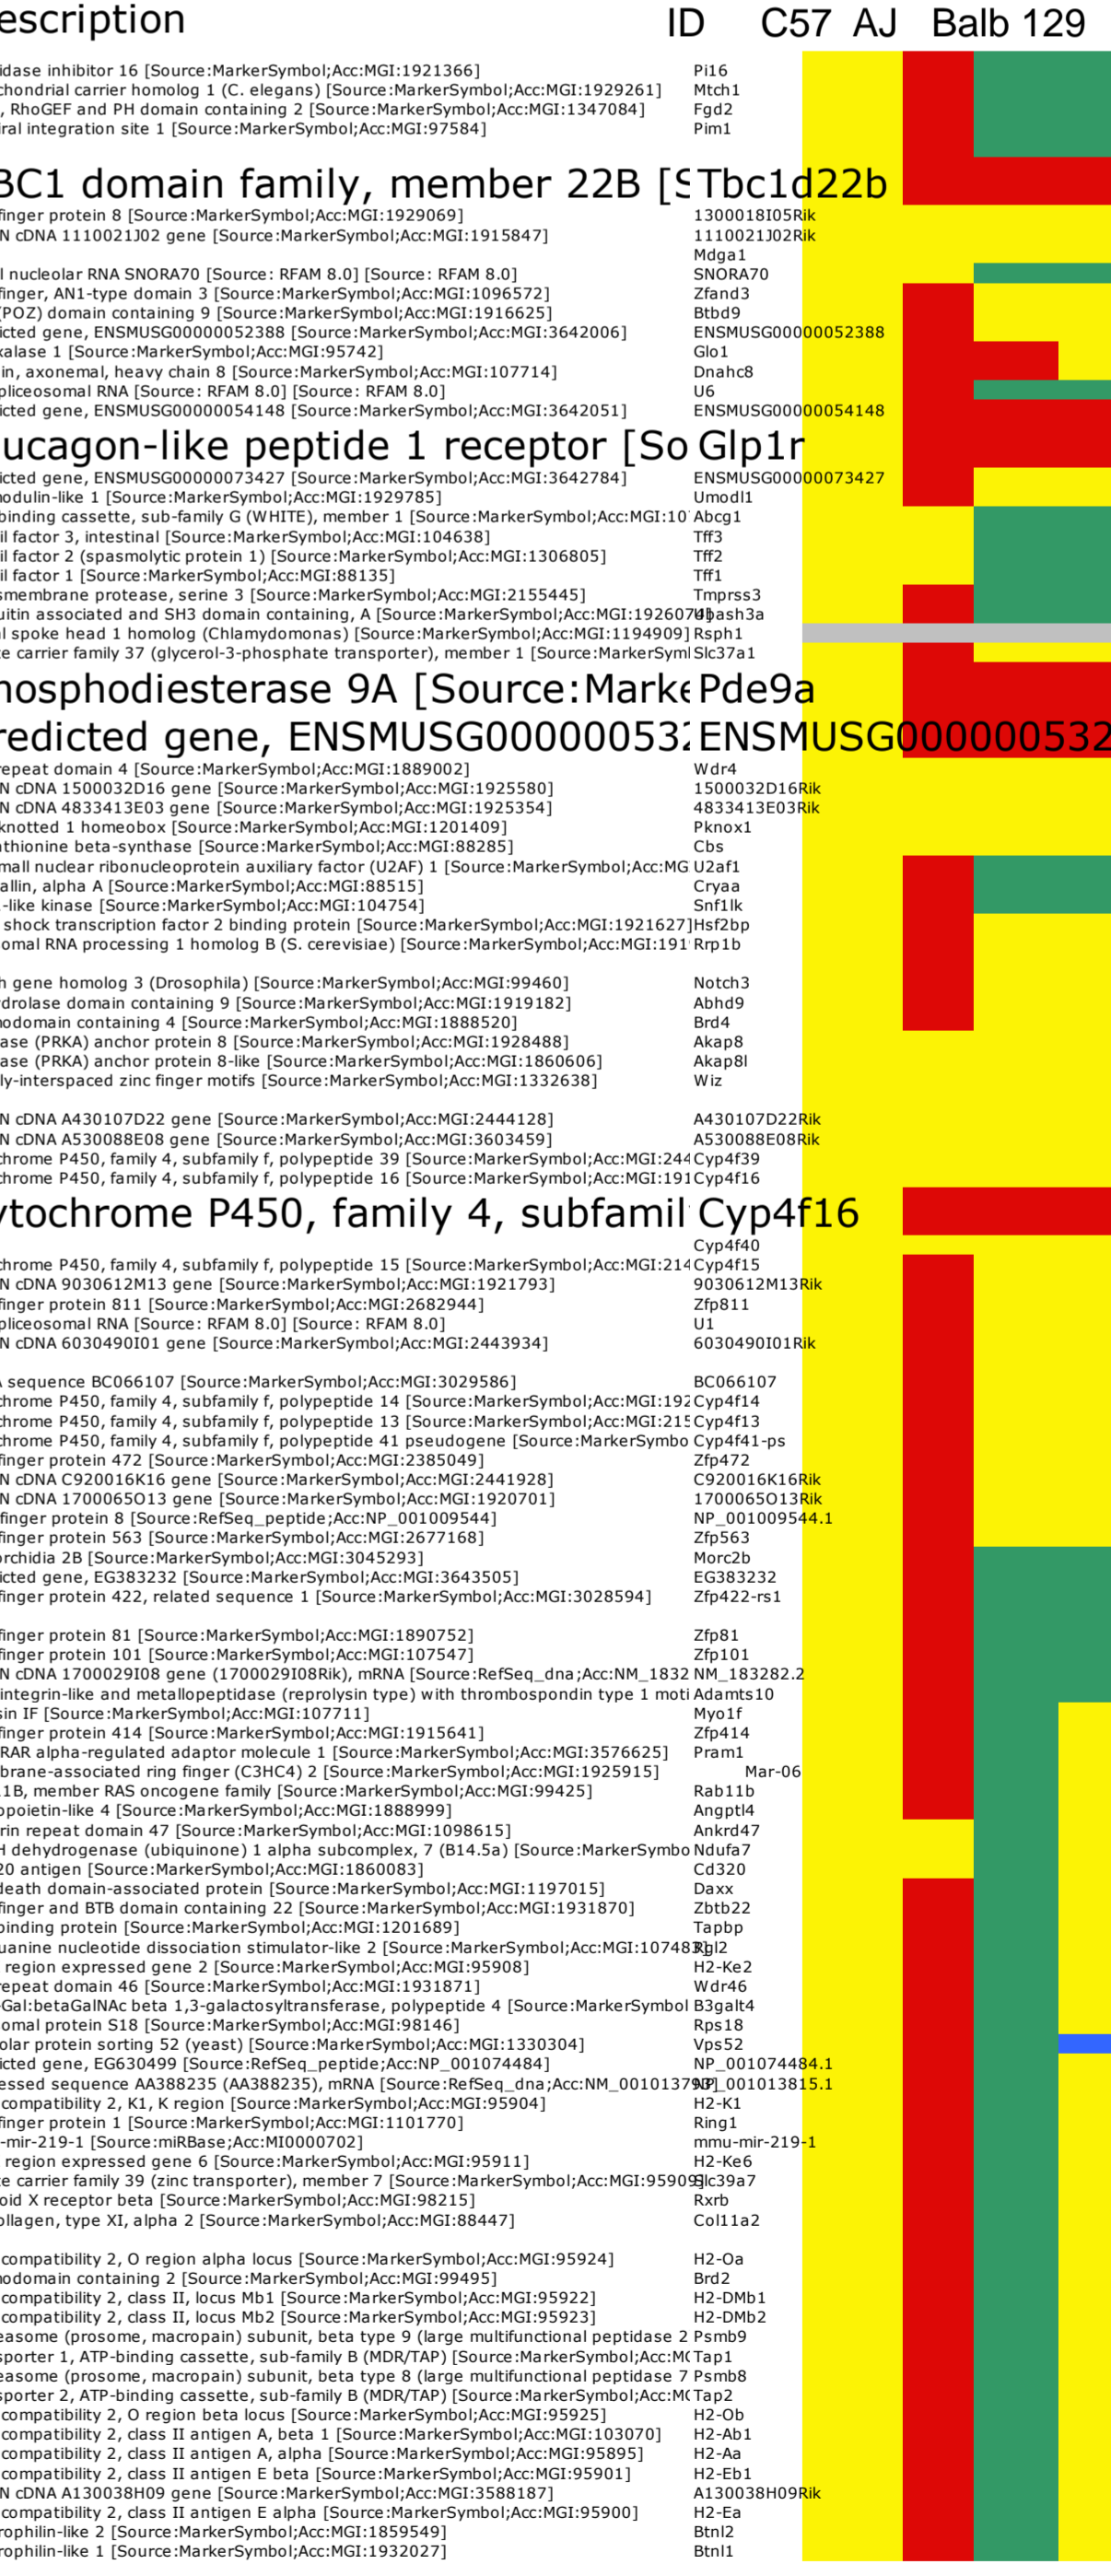 escription ID C57 AJ Balb 129
idase inhibitor 16 [Source:MarkerSymbol;Acc:MGI:1921366] Pi16
chondrial carrier homolog 1 (C. elegans) [Source:MarkerSymbol;Acc:MGI:1929261] Mtch1
, RhoGEF and PH domain containing 2 [Source:MarkerSymbol;Acc:MGI:1347084] Fgd2
iral integration site 1 [Source:MarkerSymbol;Acc:MGI:97584] Pim1
BC1 domain family, member 22B [S Tbc1d22b
finger protein 8 [Source:MarkerSymbol;Acc:MGI:1929069] 1300018I05Rik
N cDNA 1110021J02 gene [Source:MarkerSymbol;Acc:MGI:1915847] 1110021J02Rik
Mdga1
l nucleolar RNA SNORA70 [Source: RFAM 8.0] [Source: RFAM 8.0] SNORA70
finger, AN1-type domain 3 [Source:MarkerSymbol;Acc:MGI:1096572] Zfand3
(POZ) domain containing 9 [Source:MarkerSymbol;Acc:MGI:1916625] Btbd9
icted gene, ENSMUSG00000052388 [Source:MarkerSymbol;Acc:MGI:3642006] ENSMUSG00000052388
xalase 1 [Source:MarkerSymbol;Acc:MGI:95742] Glo1
in, axonemal, heavy chain 8 [Source:MarkerSymbol;Acc:MGI:107714] Dnahc8
pliceosomal RNA [Source: RFAM 8.0] [Source: RFAM 8.0] U6
icted gene, ENSMUSG00000054148 [Source:MarkerSymbol;Acc:MGI:3642051] ENSMUSG00000054148
lucagon-like peptide 1 receptor [So Glp1r
icted gene, ENSMUSG00000073427 [Source:MarkerSymbol;Acc:MGI:3642784] ENSMUSG00000073427
modulin-like 1 [Source:MarkerSymbol;Acc:MGI:1929785] Umodl1
binding cassette, sub-family G (WHITE), member 1 [Source:MarkerSymbol;Acc:MGI:10 Abcg1
il factor 3, intestinal [Source:MarkerSymbol;Acc:MGI:104638] Tff3
il factor 2 (spasmolytic protein 1) [Source:MarkerSymbol;Acc:MGI:1306805] Tff2
il factor 1 [Source:MarkerSymbol;Acc:MGI:88135] Tff1
smembrane protease, serine 3 [Source:MarkerSymbol;Acc:MGI:2155445] Tmprss3
uitin associated and SH3 domain containing, A [Source:MarkerSymbol;Acc:MGI:1926074] Ubash3a
l spoke head 1 homolog (Chlamydomonas) [Source:MarkerSymbol;Acc:MGI:1194909] Rsph1
te carrier family 37 (glycerol-3-phosphate transporter), member 1 [Source:MarkerSyml Slc37a1
hosphodiesterase 9A [Source:Marke Pde9a
redicted gene, ENSMUSG000000532 ENSMUSG000000532
repeat domain 4 [Source:MarkerSymbol;Acc:MGI:1889002] Wdr4
N cDNA 1500032D16 gene [Source:MarkerSymbol;Acc:MGI:1925580] 1500032D16Rik
N cDNA 4833413E03 gene [Source:MarkerSymbol;Acc:MGI:1925354] 4833413E03Rik
knotted 1 homeobox [Source:MarkerSymbol;Acc:MGI:1201409] Pknox1
athionine beta-synthase [Source:MarkerSymbol;Acc:MGI:88285] Cbs
mall nuclear ribonucleoprotein auxiliary factor (U2AF) 1 [Source:MarkerSymbol;Acc:MG U2af1
allin, alpha A [Source:MarkerSymbol;Acc:MGI:88515] Cryaa
-like kinase [Source:MarkerSymbol;Acc:MGI:104754] Snf1lk
shock transcription factor 2 binding protein [Source:MarkerSymbol;Acc:MGI:1921627] Hsf2bp
omal RNA processing 1 homolog B (S. cerevisiae) [Source:MarkerSymbol;Acc:MGI:191 Rrp1b
h gene homolog 3 (Drosophila) [Source:MarkerSymbol;Acc:MGI:99460] Notch3
ydrolase domain containing 9 [Source:MarkerSymbol;Acc:MGI:1919182] Abhd9
modomain containing 4 [Source:MarkerSymbol;Acc:MGI:1888520] Brd4
ase (PRKA) anchor protein 8 [Source:MarkerSymbol;Acc:MGI:1928488] Akap8
ase (PRKA) anchor protein 8-like [Source:MarkerSymbol;Acc:MGI:1860606] Akap8l
ly-interspaced zinc finger motifs [Source:MarkerSymbol;Acc:MGI:1332638] Wiz
N cDNA A430107D22 gene [Source:MarkerSymbol;Acc:MGI:2444128] A430107D22Rik
N cDNA A530088E08 gene [Source:MarkerSymbol;Acc:MGI:3603459] A530088E08Rik
chrome P450, family 4, subfamily f, polypeptide 39 [Source:MarkerSymbol;Acc:MGI:244 Cyp4f39
chrome P450, family 4, subfamily f, polypeptide 16 [Source:MarkerSymbol;Acc:MGI:191 Cyp4f16
ytochrome P450, family 4, subfamil Cyp4f16
Cyp4f40
chrome P450, family 4, subfamily f, polypeptide 15 [Source:MarkerSymbol;Acc:MGI:214 Cyp4f15
N cDNA 9030612M13 gene [Source:MarkerSymbol;Acc:MGI:1921793] 9030612M13Rik
finger protein 811 [Source:MarkerSymbol;Acc:MGI:2682944] Zfp811
pliceosomal RNA [Source: RFAM 8.0] [Source: RFAM 8.0] U1
N cDNA 6030490I01 gene [Source:MarkerSymbol;Acc:MGI:2443934] 6030490I01Rik
A sequence BC066107 [Source:MarkerSymbol;Acc:MGI:3029586] BC066107
chrome P450, family 4, subfamily f, polypeptide 14 [Source:MarkerSymbol;Acc:MGI:192 Cyp4f14
chrome P450, family 4, subfamily f, polypeptide 13 [Source:MarkerSymbol;Acc:MGI:215 Cyp4f13
chrome P450, family 4, subfamily f, polypeptide 41 pseudogene [Source:MarkerSymbo Cyp4f41-ps
finger protein 472 [Source:MarkerSymbol;Acc:MGI:2385049] Zfp472
N cDNA C920016K16 gene [Source:MarkerSymbol;Acc:MGI:2441928] C920016K16Rik
N cDNA 1700065O13 gene [Source:MarkerSymbol;Acc:MGI:1920701] 1700065O13Rik
finger protein 8 [Source:RefSeq_peptide;Acc:NP_001009544] NP_001009544.1
finger protein 563 [Source:MarkerSymbol;Acc:MGI:2677168] Zfp563
orchidia 2B [Source:MarkerSymbol;Acc:MGI:3045293] Morc2b
icted gene, EG383232 [Source:MarkerSymbol;Acc:MGI:3643505] EG383232
finger protein 422, related sequence 1 [Source:MarkerSymbol;Acc:MGI:3028594] Zfp422-rs1
finger protein 81 [Source:MarkerSymbol;Acc:MGI:1890752] Zfp81
finger protein 101 [Source:MarkerSymbol;Acc:MGI:107547] Zfp101
N cDNA 1700029I08 gene (1700029I08Rik), mRNA [Source:RefSeq_dna;Acc:NM_1832 NM_183282.2
integrin-like and metallopeptidase (reprolysin type) with thrombospondin type 1 moti Adamts10
sin IF [Source:MarkerSymbol;Acc:MGI:107711] Myo1f
finger protein 414 [Source:MarkerSymbol;Acc:MGI:1915641] Zfp414
RAR alpha-regulated adaptor molecule 1 [Source:MarkerSymbol;Acc:MGI:3576625] Pram1
brane-associated ring finger (C3HC4) 2 [Source:MarkerSymbol;Acc:MGI:1925915] Mar-06
11B, member RAS oncogene family [Source:MarkerSymbol;Acc:MGI:99425] Rab11b
opoietin-like 4 [Source:MarkerSymbol;Acc:MGI:1888999] Angptl4
rin repeat domain 47 [Source:MarkerSymbol;Acc:MGI:1098615] Ankrd47
H dehydrogenase (ubiquinone) 1 alpha subcomplex, 7 (B14.5a) [Source:MarkerSymbo Ndufa7
20 antigen [Source:MarkerSymbol;Acc:MGI:1860083] Cd320
death domain-associated protein [Source:MarkerSymbol;Acc:MGI:1197015] Daxx
finger and BTB domain containing 22 [Source:MarkerSymbol;Acc:MGI:1931870] Zbtb22
binding protein [Source:MarkerSymbol;Acc:MGI:1201689] Tapbp
uanine nucleotide dissociation stimulator-like 2 [Source:MarkerSymbol;Acc:MGI:107483] Rgl2
region expressed gene 2 [Source:MarkerSymbol;Acc:MGI:95908] H2-Ke2
repeat domain 46 [Source:MarkerSymbol;Acc:MGI:1931871] Wdr46
-Gal:betaGalNAc beta 1,3-galactosyltransferase, polypeptide 4 [Source:MarkerSymbol B3galt4
omal protein S18 [Source:MarkerSymbol;Acc:MGI:98146] Rps18
olar protein sorting 52 (yeast) [Source:MarkerSymbol;Acc:MGI:1330304] Vps52
icted gene, EG630499 [Source:RefSeq_peptide;Acc:NP_001074484] NP_001074484.1
essed sequence AA388235 (AA388235), mRNA [Source:RefSeq_dna;Acc:NM_001013793] NP_001013815.1
compatibility 2, K1, K region [Source:MarkerSymbol;Acc:MGI:95904] H2-K1
finger protein 1 [Source:MarkerSymbol;Acc:MGI:1101770] Ring1
-mir-219-1 [Source:miRBase;Acc:MI0000702] mmu-mir-219-1
region expressed gene 6 [Source:MarkerSymbol;Acc:MGI:95911] H2-Ke6
te carrier family 39 (zinc transporter), member 7 [Source:MarkerSymbol;Acc:MGI:95909] Slc39a7
oid X receptor beta [Source:MarkerSymbol;Acc:MGI:98215] Rxrb
ollagen, type XI, alpha 2 [Source:MarkerSymbol;Acc:MGI:88447] Col11a2
compatibility 2, O region alpha locus [Source:MarkerSymbol;Acc:MGI:95924] H2-Oa
modomain containing 2 [Source:MarkerSymbol;Acc:MGI:99495] Brd2
compatibility 2, class II, locus Mb1 [Source:MarkerSymbol;Acc:MGI:95922] H2-DMb1
compatibility 2, class II, locus Mb2 [Source:MarkerSymbol;Acc:MGI:95923] H2-DMb2
easome (prosome, macropain) subunit, beta type 9 (large multifunctional peptidase 2 Psmb9
sporter 1, ATP-binding cassette, sub-family B (MDR/TAP) [Source:MarkerSymbol;Acc:M( Tap1
easome (prosome, macropain) subunit, beta type 8 (large multifunctional peptidase 7 Psmb8
sporter 2, ATP-binding cassette, sub-family B (MDR/TAP) [Source:MarkerSymbol;Acc:M( Tap2
compatibility 2, O region beta locus [Source:MarkerSymbol;Acc:MGI:95925] H2-Ob
compatibility 2, class II antigen A, beta 1 [Source:MarkerSymbol;Acc:MGI:103070] H2-Ab1
compatibility 2, class II antigen A, alpha [Source:MarkerSymbol;Acc:MGI:95895] H2-Aa
compatibility 2, class II antigen E beta [Source:MarkerSymbol;Acc:MGI:95901] H2-Eb1
N cDNA A130038H09 gene [Source:MarkerSymbol;Acc:MGI:3588187] A130038H09Rik
compatibility 2, class II antigen E alpha [Source:MarkerSymbol;Acc:MGI:95900] H2-Ea
rophilin-like 2 [Source:MarkerSymbol;Acc:MGI:1859549] Btnl2
rophilin-like 1 [Source:MarkerSymbol;Acc:MGI:1932027] Btnl1